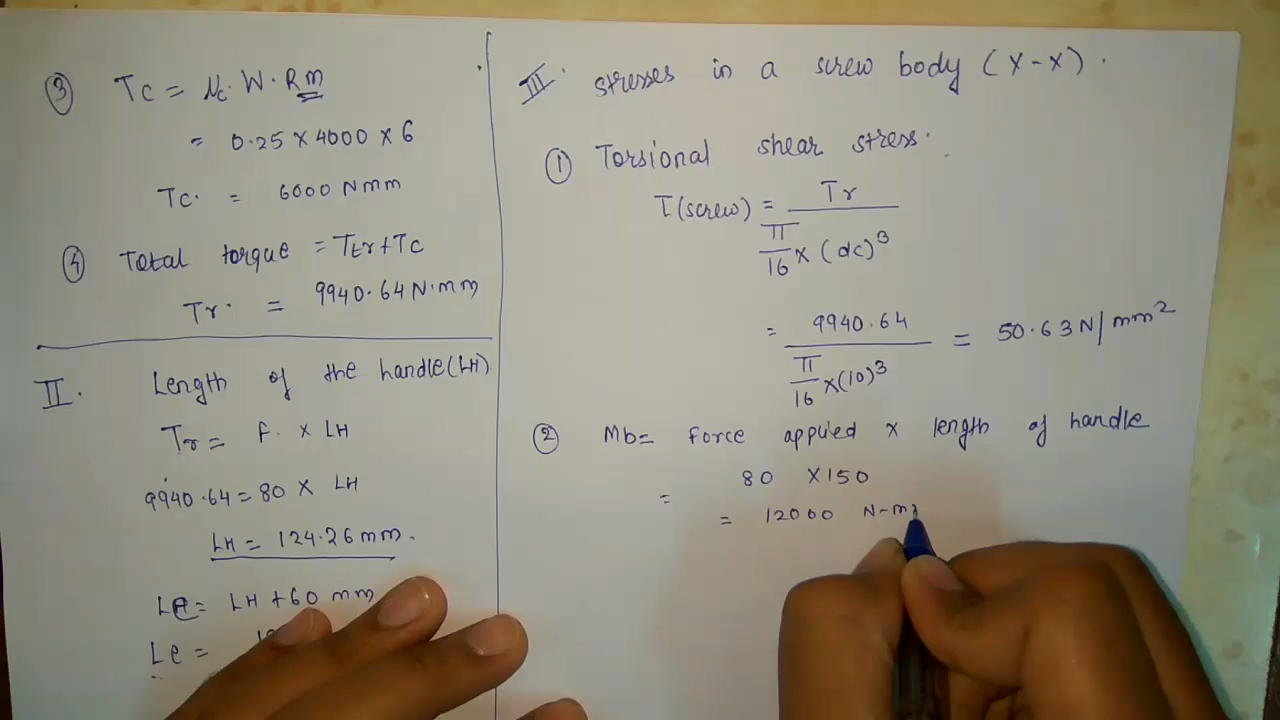 ③ Tc = μc. W. Rm
= 0.25 × 4000 × 6
Tc. = 6000 Nmm
④ Total torque = Ttr + Tc
Tr. = 9940.64 N.mm
II. Length of the handle (LH)
Tr = F. × LH
9940.64 = 80 × LH
LH = 124.26 mm.
Le = LH + 60 mm
Le =
III. stresses in a screw body (X-X).
① Torsional shear stress.
τ(screw) = Tr
π/16 × (dc)³
= 9940.64 = 50.63 N/mm²
π/16 × (10)³
② Mb = force applied × length of handle
= 80 × 150
= 12000 N-m